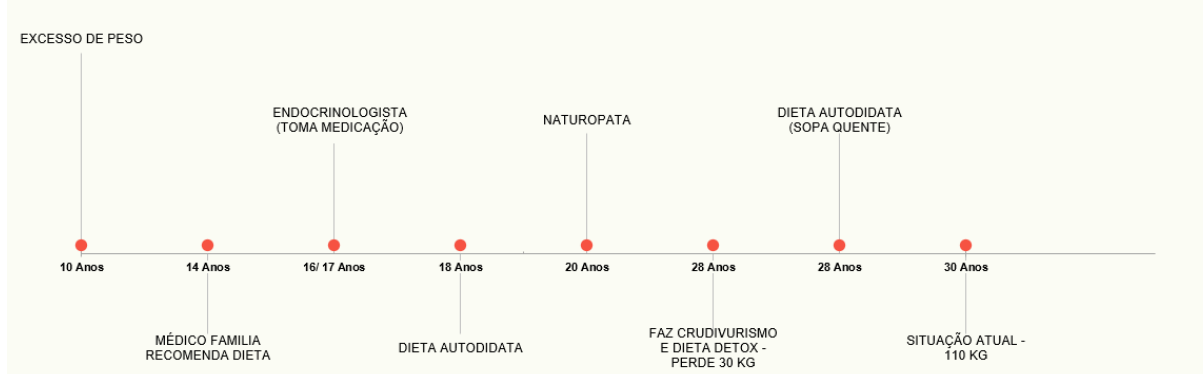 EXCESSO DE PESO
ENDOCRINOLOGISTA
(TOMA MEDICAÇÃO)
NATUROPATA
DIETA AUTODIDATA
(SOPA QUENTE)
10 Anos
14 Anos
16/ 17 Anos
18 Anos
20 Anos
28 Anos
28 Anos
30 Anos
MÉDICO FAMILIA
RECOMENDA DIETA
DIETA AUTODIDATA
FAZ CRUDIVURISMO
E DIETA DETOX -
PERDE 30 KG
SITUAÇÃO ATUAL -
110 KG